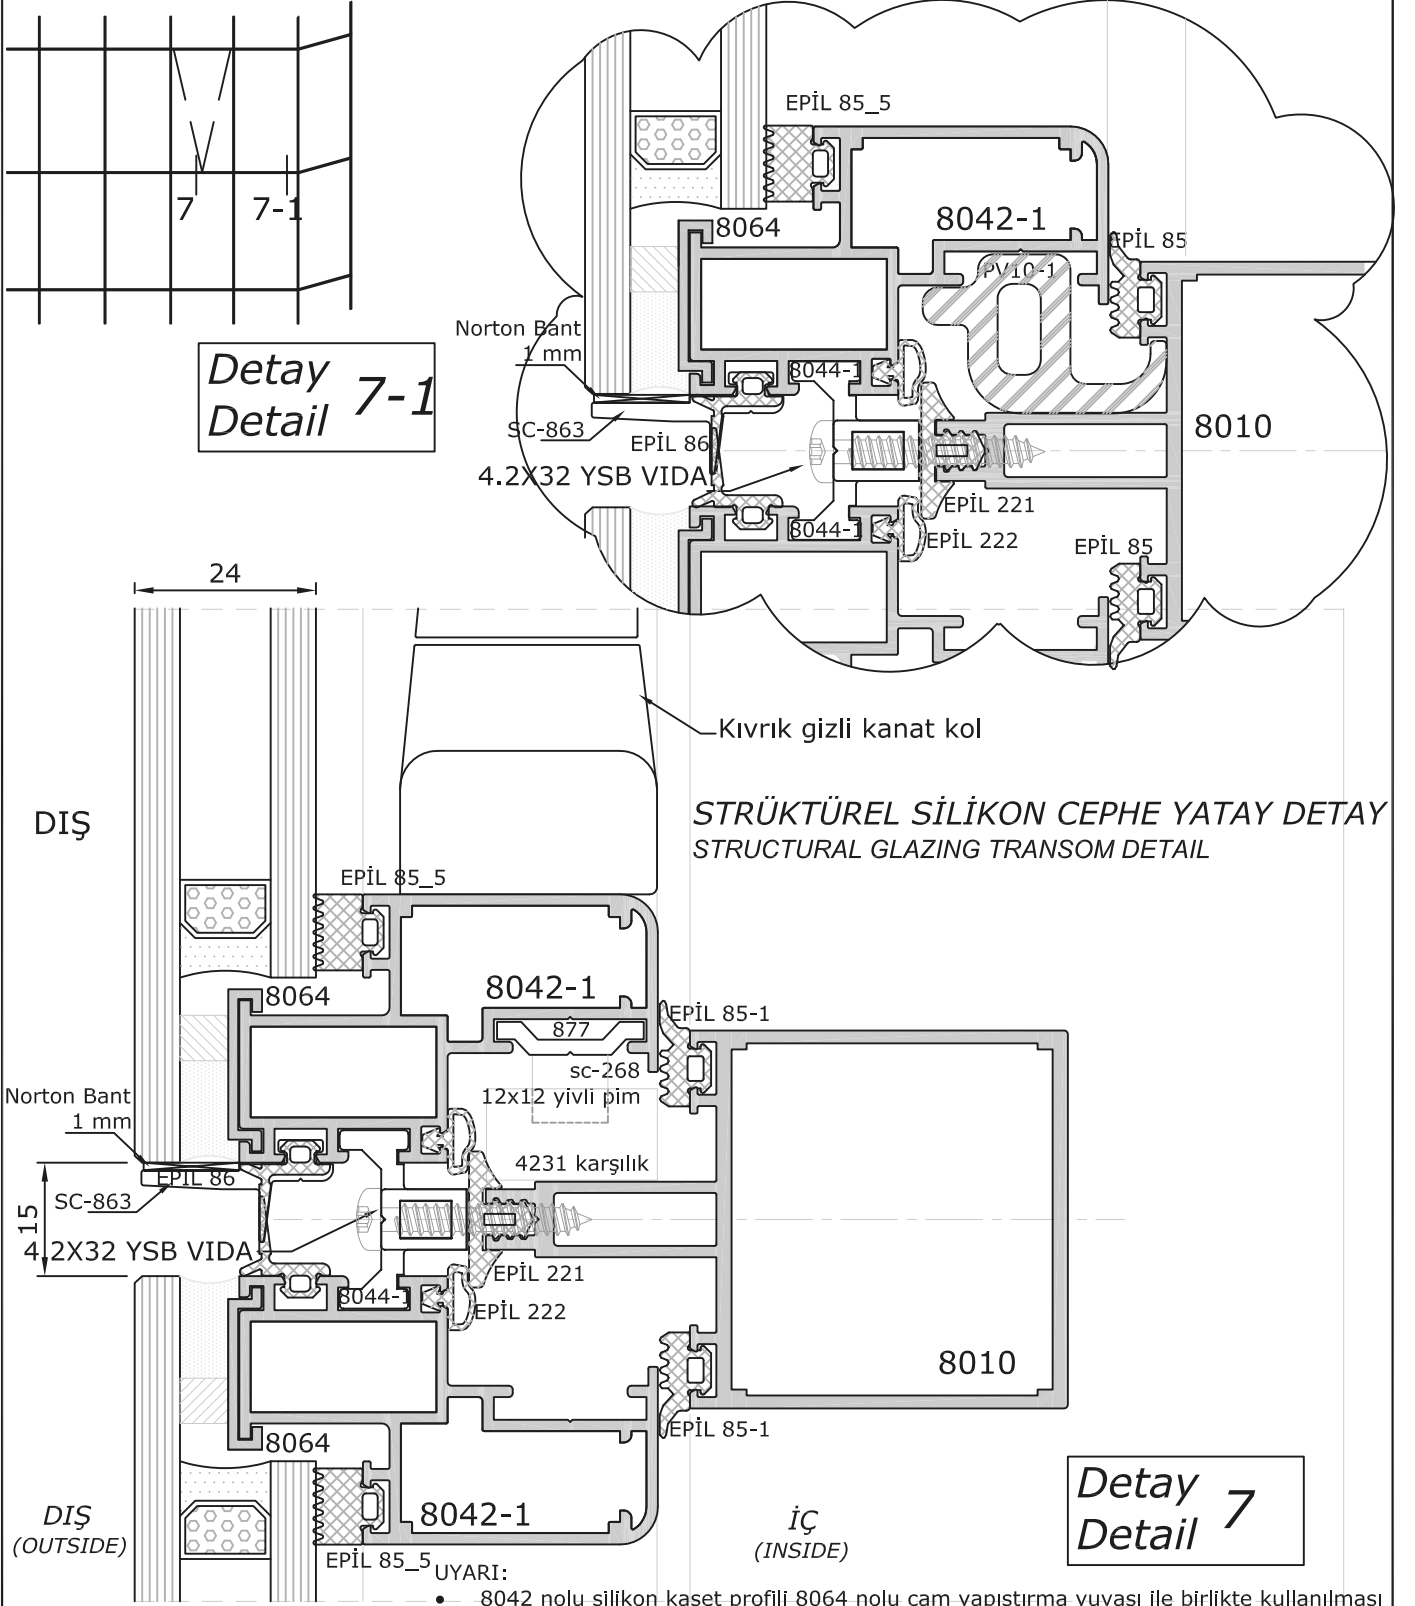 7
7-1
Detay
Detail
7-1
EPİL 85_5
8064
8042-1
EPİL 85
PV10-1
Norton Bant
1 mm
8044-1
SC-863
EPİL 86
8010
4.2X32 YSB VIDA
EPİL 221
8044-1
EPİL 222
EPİL 85
24
Kıvrık gizli kanat kol
DIŞ
STRÜKTÜREL SİLİKON CEPHE YATAY DETAY
STRUCTURAL GLAZING TRANSOM DETAIL
EPİL 85_5
8064
8042-1
EPİL 85-1
877
sc-268
12x12 yivli pim
Norton Bant
1 mm
4231 karşılık
EPİL 86
SC-863
15
4.2X32 YSB VIDA
EPİL 221
8044-1
EPİL 222
8010
EPİL 85-1
8064
8042-1
DIŞ
(OUTSIDE)
İÇ
(INSIDE)
Detay
Detail
7
EPİL 85_5
UYARI:
• 8042 nolu silikon kaset profili 8064 nolu cam yapıştırma yuvası ile birlikte kullanılması